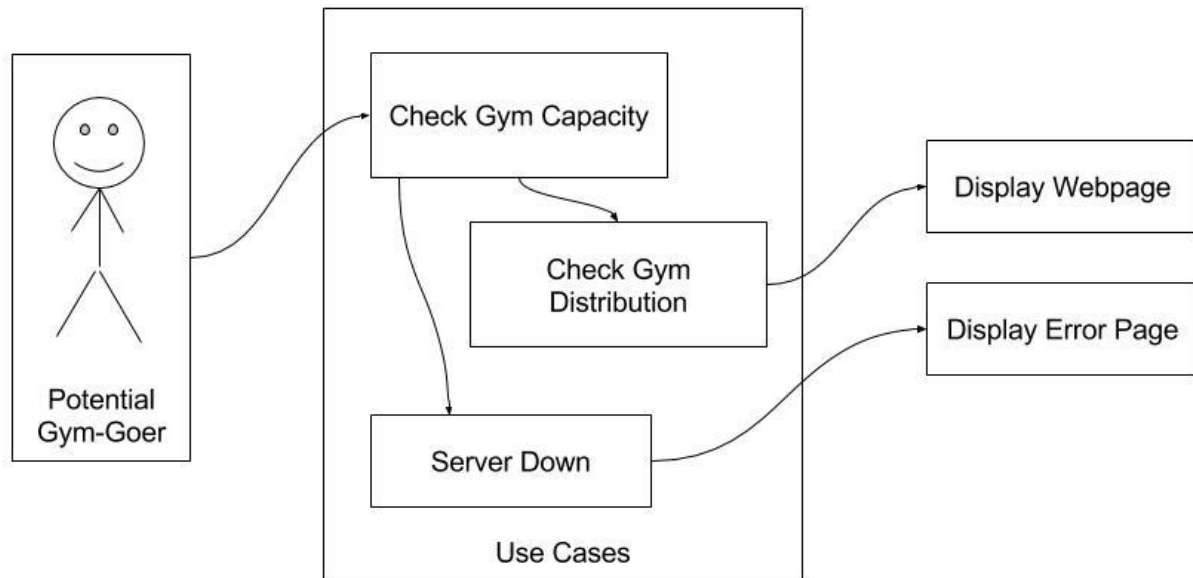 Potential
Gym-Goer
Check Gym Capacity
Check Gym
Distribution
Server Down
Use Cases
Display Webpage
Display Error Page